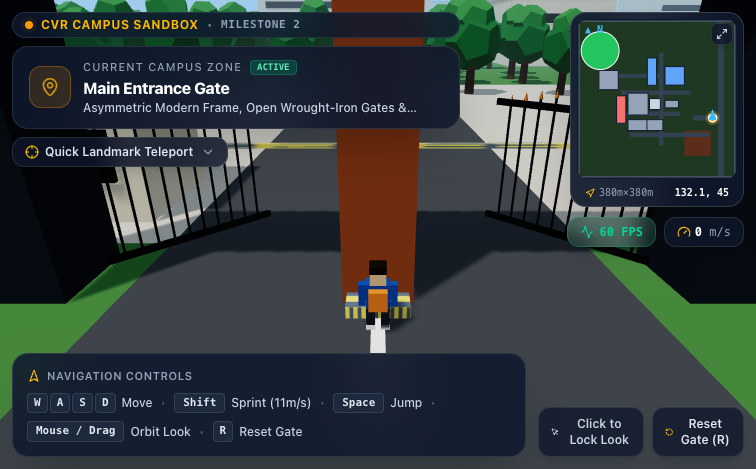 CVR CAMPUS SANDBOX • MILESTONE 2
CURRENT CAMPUS ZONE ACTIVE
Main Entrance Gate
Asymmetric Modern Frame, Open Wrought-Iron Gates &...
Quick Landmark Teleport
▲ N
380m×380m 132.1, 45
60 FPS 0 m/s
NAVIGATION CONTROLS
W A S D Move • Shift Sprint (11m/s) • Space Jump •
Mouse / Drag Orbit Look • R Reset Gate
Click to
Lock Look
Reset
Gate (R)